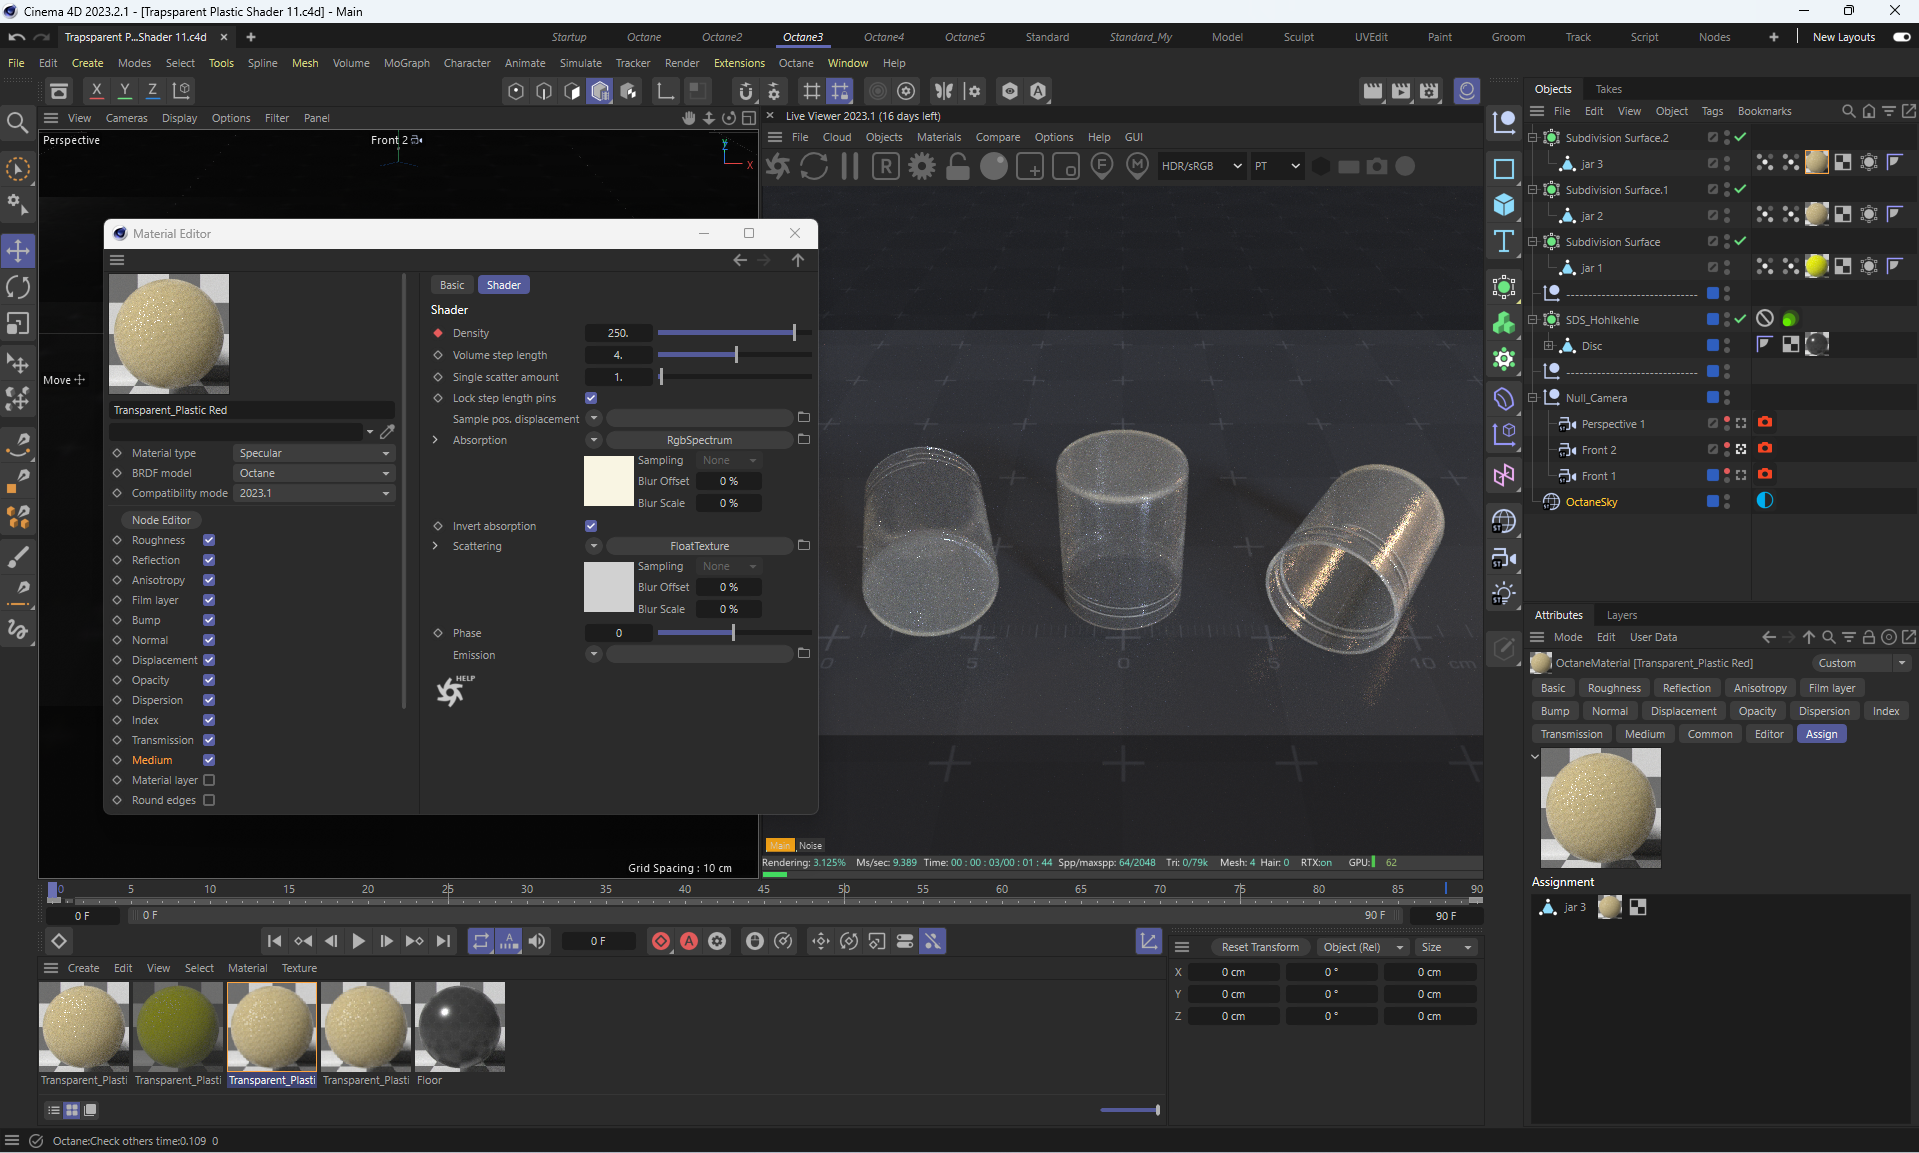 Cinema 4D 2023.2.1 - [Trapsparent Plastic Shader 11.c4d] - Main
Trapsparent P...Shader 11.c4d
Startup Octane Octane2 Octane3 Octane4 Octane5 Standard Standard_My Model Sculpt UVEdit Paint Groom Track Script Nodes + New Layouts
File Edit Create Modes Select Tools Spline Mesh Volume MoGraph Character Animate Simulate Tracker Render Extensions Octane Window Help
X Y Z
View Cameras Display Options Filter Panel
Perspective
Front 2
Y
X
Move
Grid Spacing : 10 cm
Material Editor
Transparent_Plastic Red
Material type Specular
BRDF model Octane
Compatibility mode 2023.1
Node Editor
Roughness
Reflection
Anisotropy
Film layer
Bump
Normal
Displacement
Opacity
Dispersion
Index
Transmission
Medium
Material layer
Round edges
Basic Shader
Shader
Density 250.
Volume step length 4.
Single scatter amount 1.
Lock step length pins
Sample pos. displacement
Absorption RgbSpectrum
Sampling None
Blur Offset 0 %
Blur Scale 0 %
Invert absorption
Scattering FloatTexture
Sampling None
Blur Offset 0 %
Blur Scale 0 %
Phase 0
Emission
HELP
Live Viewer 2023.1 (16 days left)
File Cloud Objects Materials Compare Options Help GUI
R F M HDR/sRGB PT
0 5 0 5 10 cm
Main Noise
Rendering: 3.125% Ms/sec: 9.389 Time: 00 : 00 : 03/00 : 01 : 44 Spp/maxspp: 64/2048 Tri: 0/79k Mesh: 4 Hair: 0 RTX:on GPU: 62
0 5 10 15 20 25 30 35 40 45 50 55 60 65 70 75 80 85 90
0 F 0 F 90 F 90 F
0 F
Create Edit View Select Material Texture
Transparent_Plasti Transparent_Plasti Transparent_Plasti Transparent_Plasti Floor
Reset Transform Object (Rel) Size
X 0 cm 0 ° 0 cm
Y 0 cm 0 ° 0 cm
Z 0 cm 0 ° 0 cm
Octane:Check others time:0.109 0
Objects Takes
File Edit View Object Tags Bookmarks
Subdivision Surface.2
jar 3
Subdivision Surface.1
jar 2
Subdivision Surface
jar 1
------------------------------
SDS_Hohlkehle
Disc
------------------------------
Null_Camera
Perspective 1
Front 2
Front 1
OctaneSky
Attributes Layers
Mode Edit User Data
OctaneMaterial [Transparent_Plastic Red] Custom
Basic Roughness Reflection Anisotropy Film layer
Bump Normal Displacement Opacity Dispersion Index
Transmission Medium Common Editor Assign
Assignment
jar 3